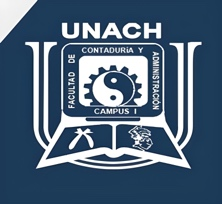 UNACH
FACULTAD DE
CONTADURÍA Y
ADMINISTRACIÓN
CAMPUS I